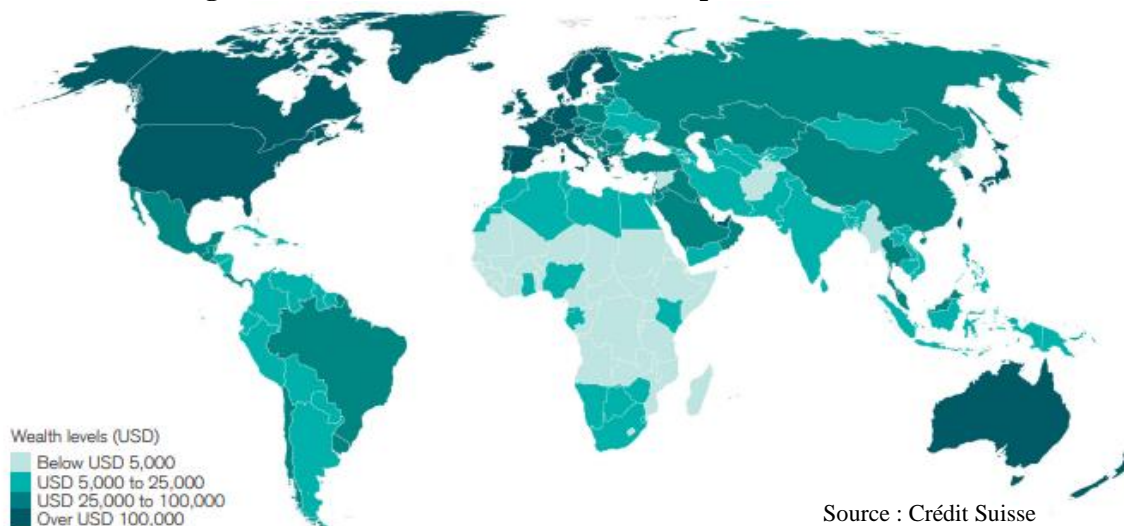 Wealth levels (USD)
Below USD 5,000
USD 5,000 to 25,000
USD 25,000 to 100,000
Over USD 100,000
Source : Crédit Suisse